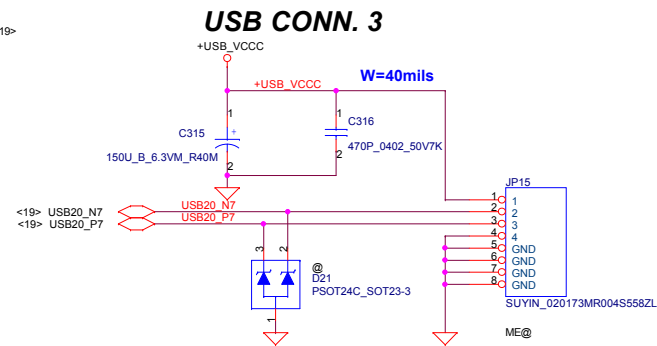 USB CONN. 3
19>
+USB_VCCC
W=40mils
+USB_VCCC
1
1
C315
+
C316
150U_B_6.3VM_R40M
2
2
470P_0402_50V7K
JP15
1 1
<19> USB20_N7 USB20_N7 2 2
<19> USB20_P7 USB20_P7 3 3
4 4
5 GND
6 GND
7 GND
8 GND
3
2
@
D21
PSOT24C_SOT23-3
1
SUYIN_020173MR004S558ZL
ME@